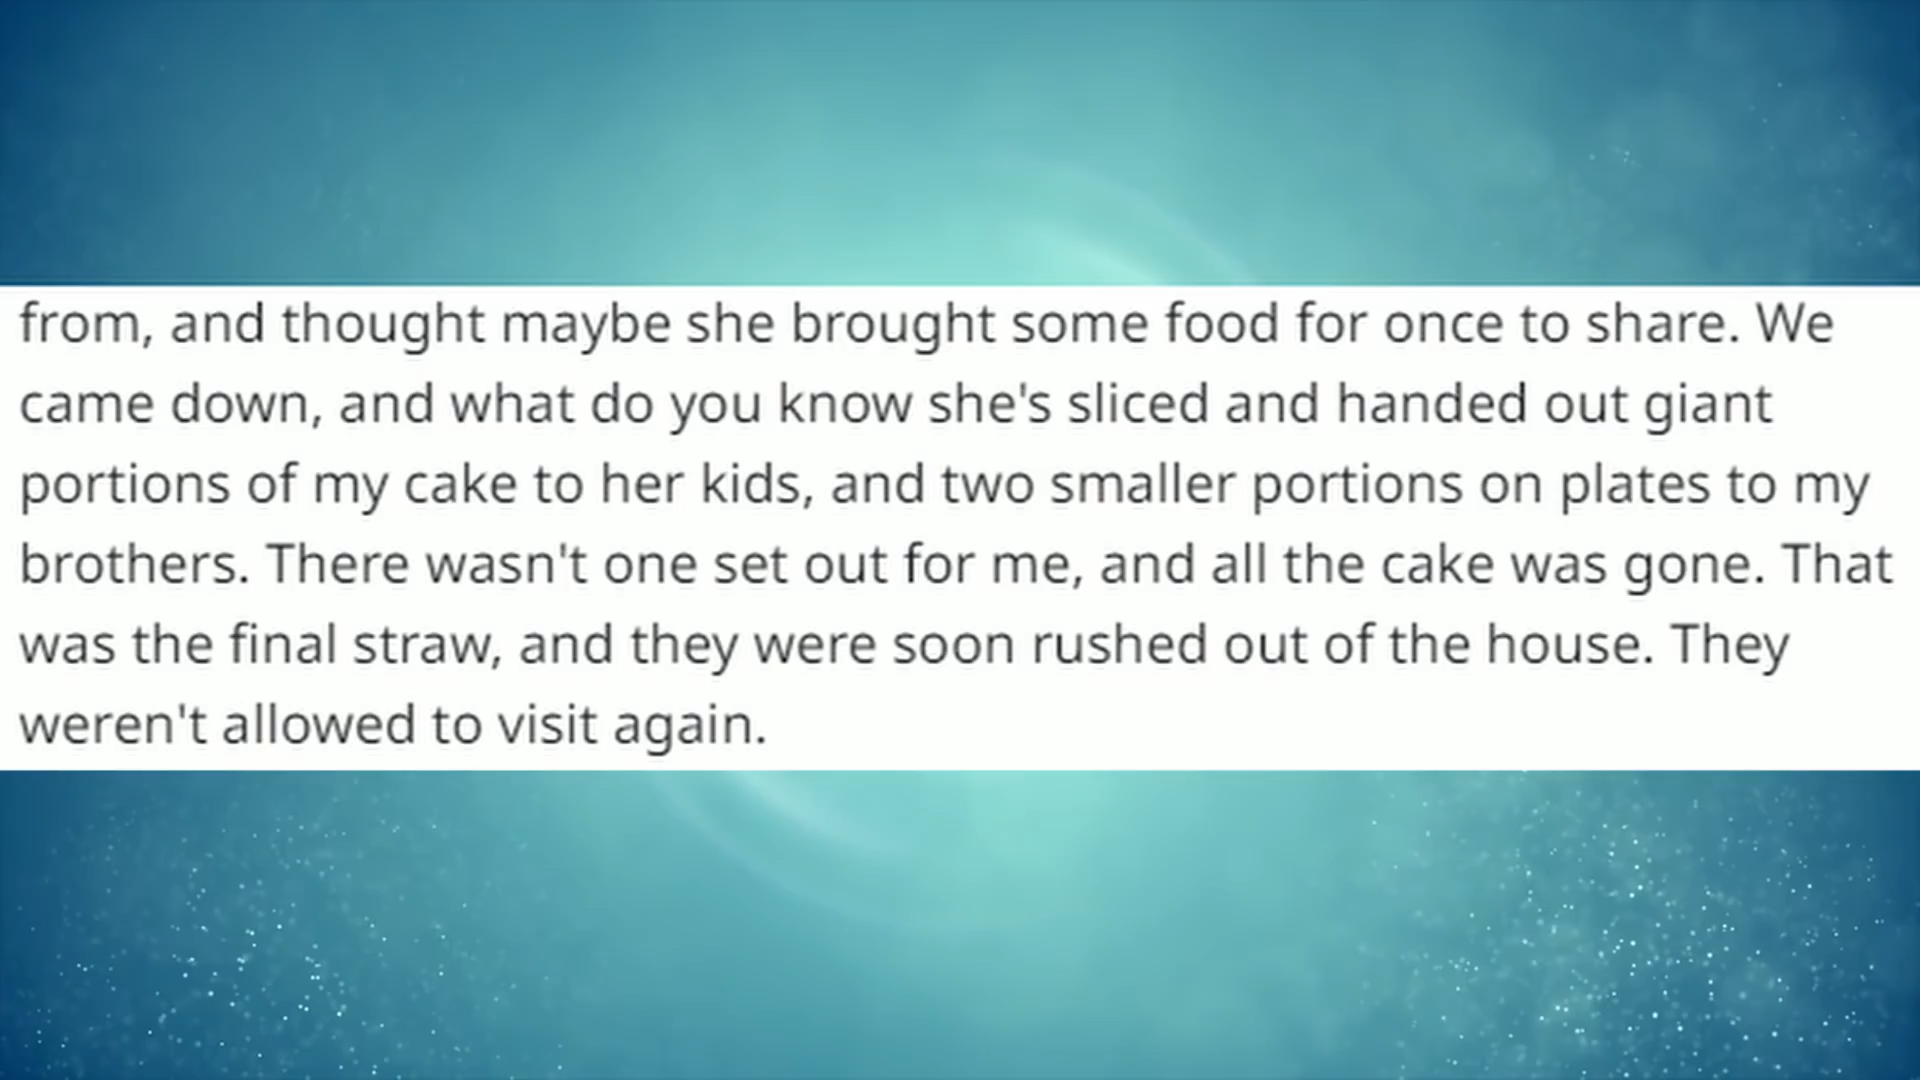 from, and thought maybe she brought some food for once to share. We
came down, and what do you know she's sliced and handed out giant
portions of my cake to her kids, and two smaller portions on plates to my
brothers. There wasn't one set out for me, and all the cake was gone. That
was the final straw, and they were soon rushed out of the house. They
weren't allowed to visit again.